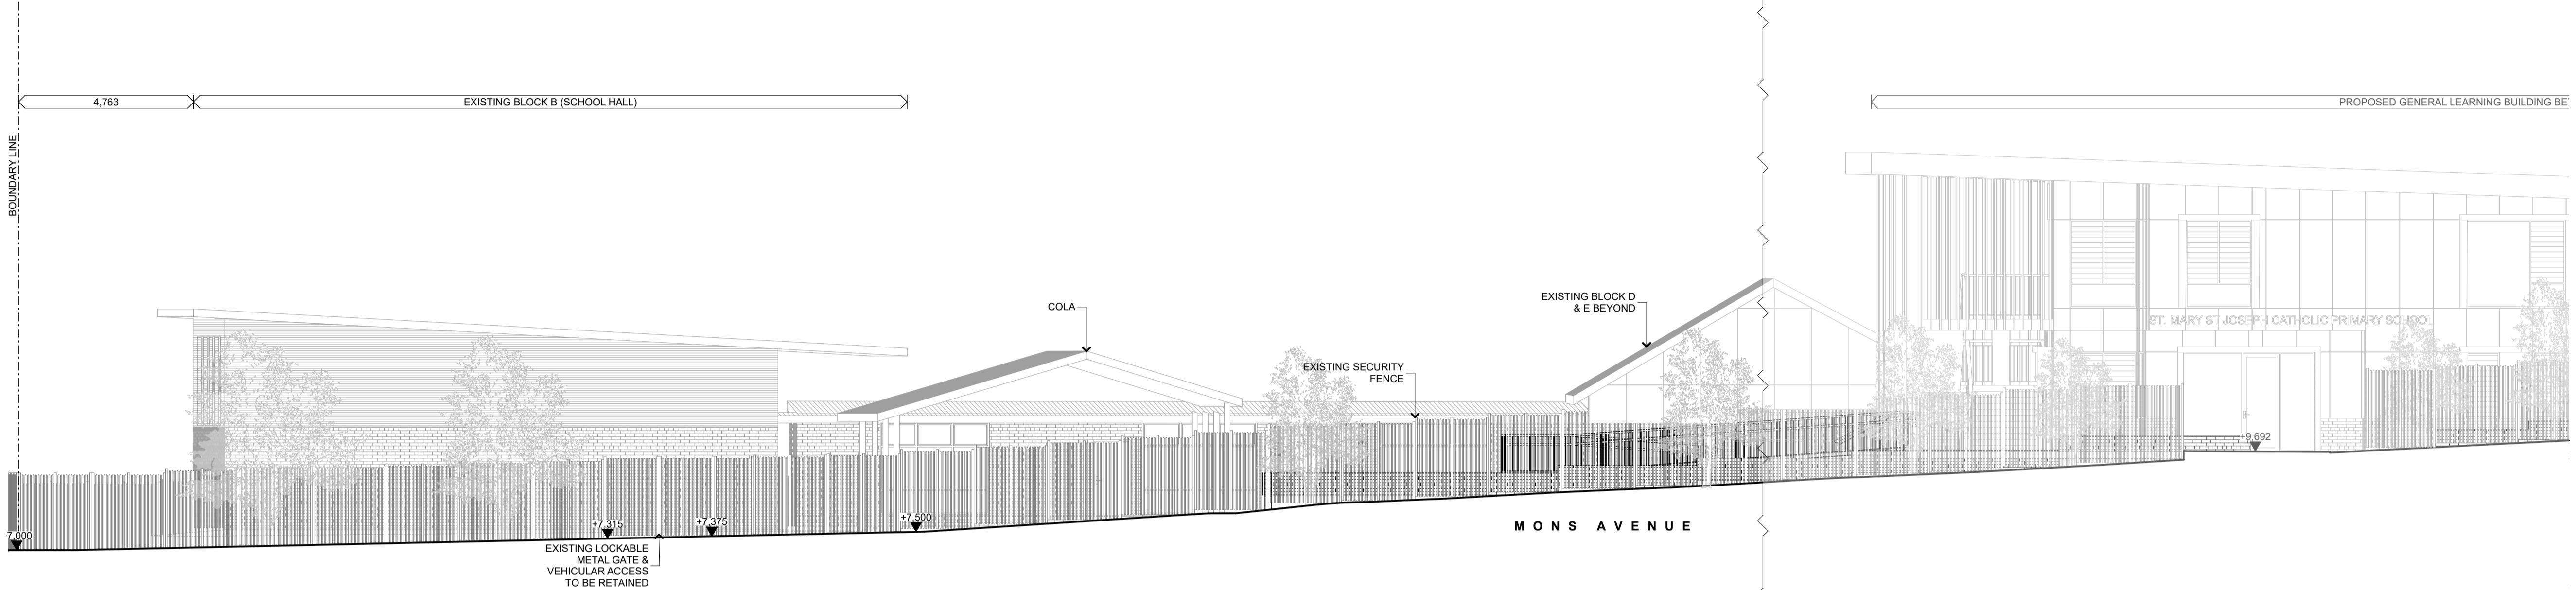 4,763
EXISTING BLOCK B (SCHOOL HALL)
PROPOSED GENERAL LEARNING BUILDING
BOUNDARY LINE
COLA
EXISTING BLOCK D
& E BEYOND
EXISTING SECURITY
FENCE
ST. MARY ST JOSEPH CATHOLIC PRIMARY SCHOOL
+9,692
7,000
+7,315
+7,375
+7,500
MONS AVENUE
EXISTING LOCKABLE
METAL GATE &
VEHICULAR ACCESS
TO BE RETAINED